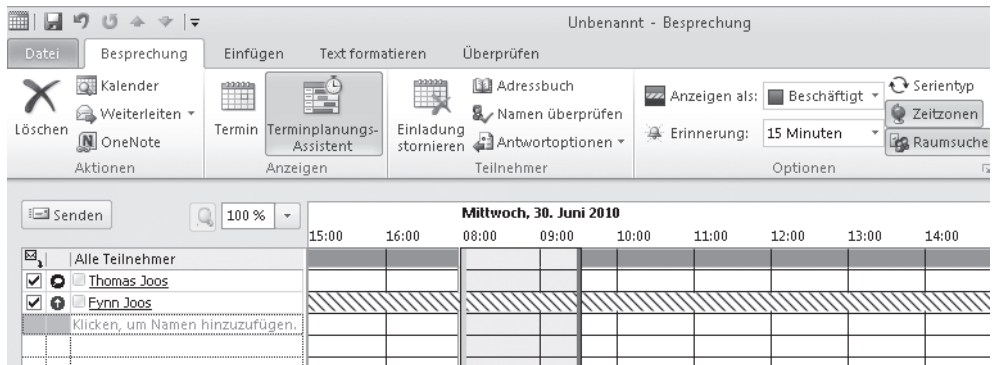 Unbenannt - Besprechung
Datei Besprechung Einfügen Text formatieren Überprüfen
Löschen
Kalender
Weiterleiten
OneNote
Aktionen
Termin
Terminplanungs-
Assistent
Anzeigen
Einladung
stornieren
Adressbuch
Namen überprüfen
Antwortoptionen
Teilnehmer
Anzeigen als: Beschäftigt
Erinnerung: 15 Minuten
Serientyp
Zeitzonen
Raumsuche
Optionen
Senden 100 %
Mittwoch, 30. Juni 2010
15:00 16:00 08:00 09:00 10:00 11:00 12:00 13:00 14:00
Alle Teilnehmer
Thomas Joos
Fynn Joos
Klicken, um Namen hinzuzufügen.